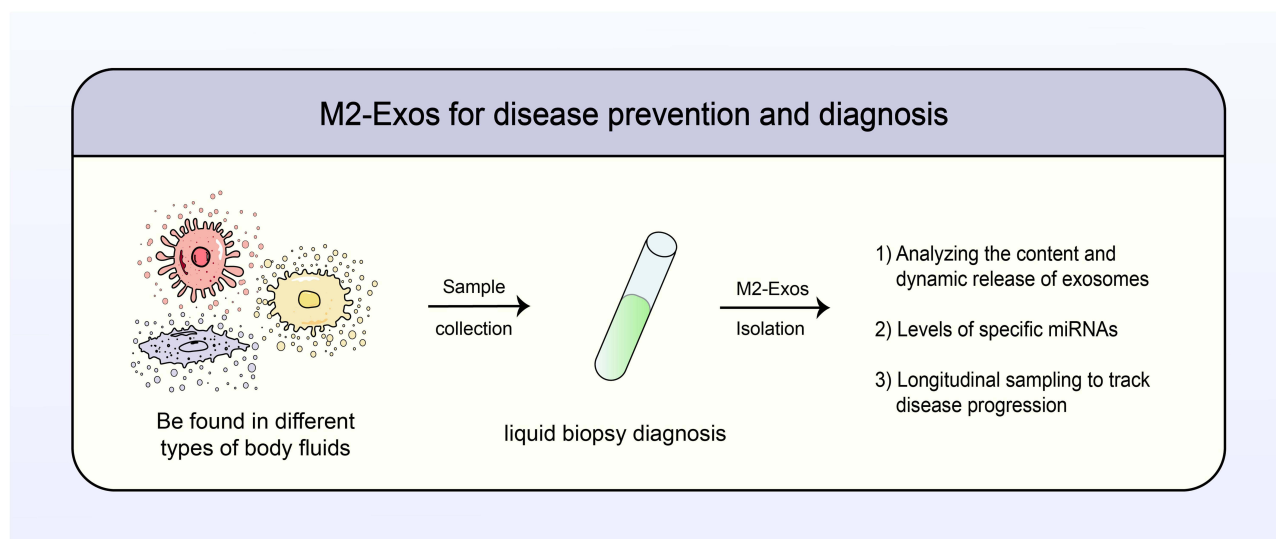 M2-Exos for disease prevention and diagnosis
Be found in different
types of body fluids
Sample
collection
liquid biopsy diagnosis
M2-Exos
Isolation
1) Analyzing the content and
dynamic release of exosomes
2) Levels of specific miRNAs
3) Longitudinal sampling to track
disease progression